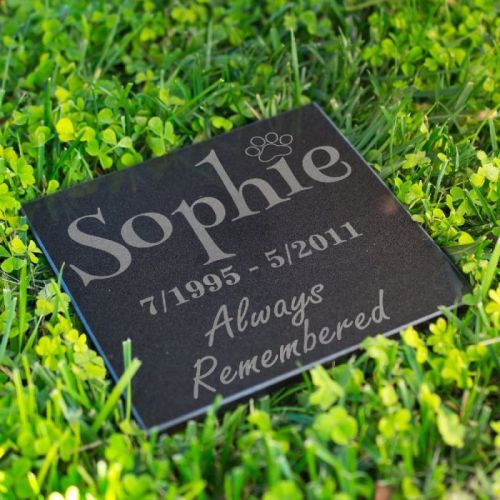 Sophie
7/1995 - 5/2011
Always
Remembered